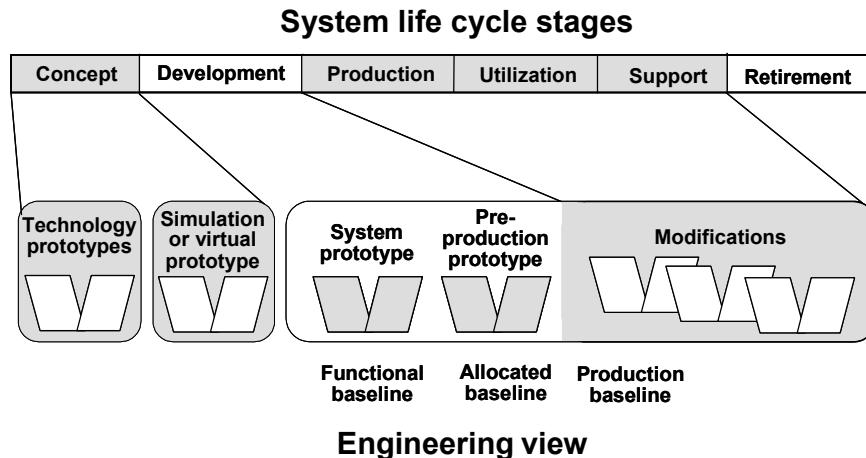 System life cycle stages
Concept Development Production Utilization Support Retirement
Technology
prototypes
Simulation
or virtual
prototype
System
prototype
Pre-
production
prototype
Modifications
Functional
baseline
Allocated
baseline
Production
baseline
Engineering view